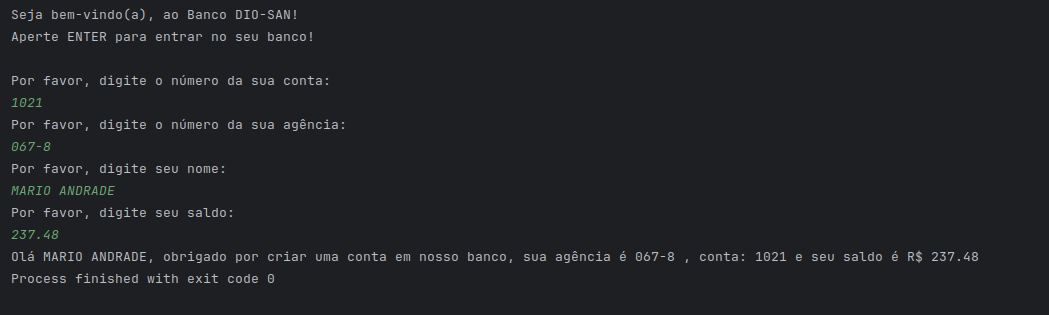 Seja bem-vindo(a), ao Banco DIO-SAN!
Aperte ENTER para entrar no seu banco!
Por favor, digite o número da sua conta:
1021
Por favor, digite o número da sua agência:
067-8
Por favor, digite seu nome:
MARIO ANDRADE
Por favor, digite seu saldo:
237.48
Olá MARIO ANDRADE, obrigado por criar uma conta em nosso banco, sua agência é 067-8 , conta: 1021 e seu saldo é R$ 237.48
Process finished with exit code 0